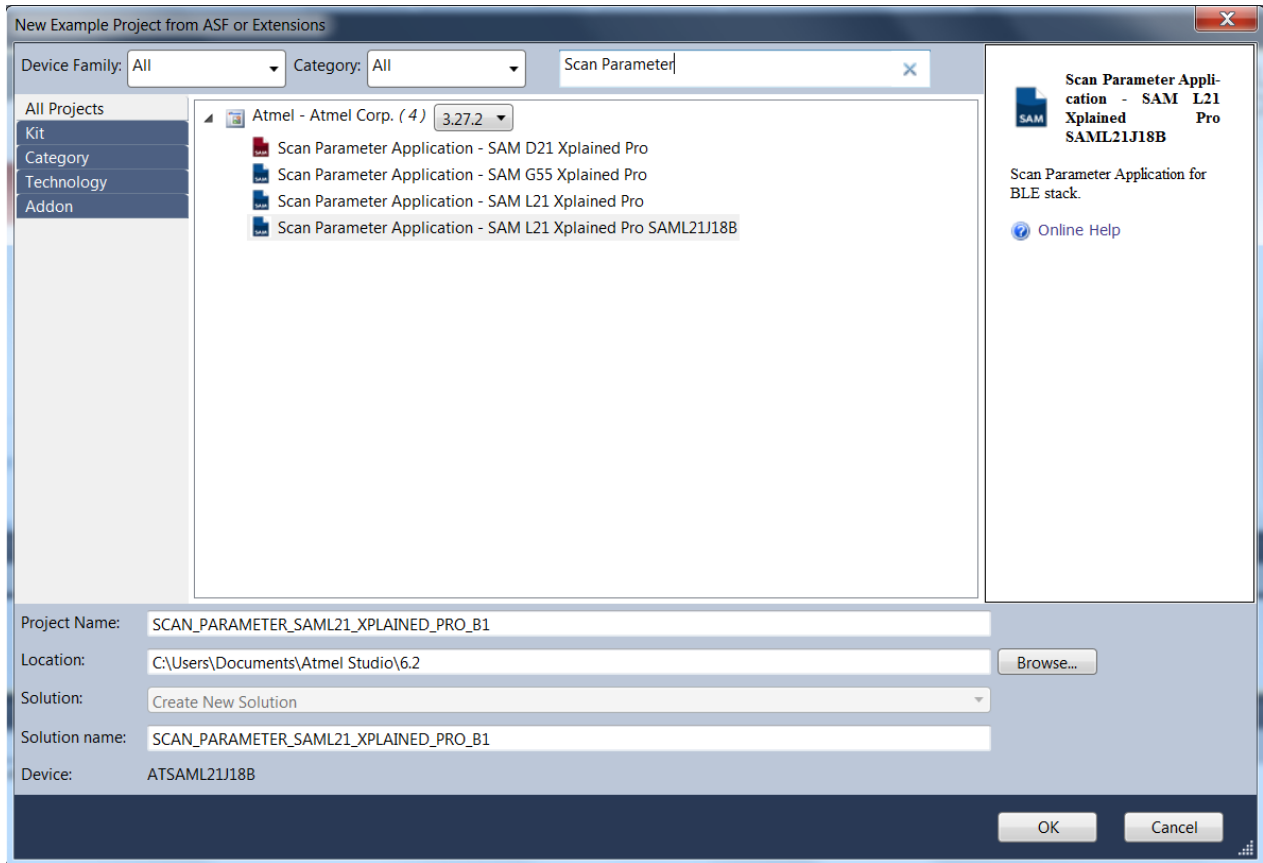 New Example Project from ASF or Extensions
X
Device Family: All Category: All Scan Parameter
All Projects
Kit
Category
Technology
Addon
Atmel - Atmel Corp. (4) 3.27.2
Scan Parameter Application - SAM D21 Xplained Pro
Scan Parameter Application - SAM G55 Xplained Pro
Scan Parameter Application - SAM L21 Xplained Pro
Scan Parameter Application - SAM L21 Xplained Pro SAML21J18B
SAM
SAM
SAM
SAM
SAM
Scan Parameter Appli-
cation - SAM L21
Xplained Pro
SAML21J18B
Scan Parameter Application for
BLE stack.
? Online Help
Project Name: SCAN_PARAMETER_SAML21_XPLAINED_PRO_B1
Location: C:\Users\Documents\Atmel Studio\6.2 Browse...
Solution: Create New Solution
Solution name: SCAN_PARAMETER_SAML21_XPLAINED_PRO_B1
Device: ATSAML21J18B
OK Cancel